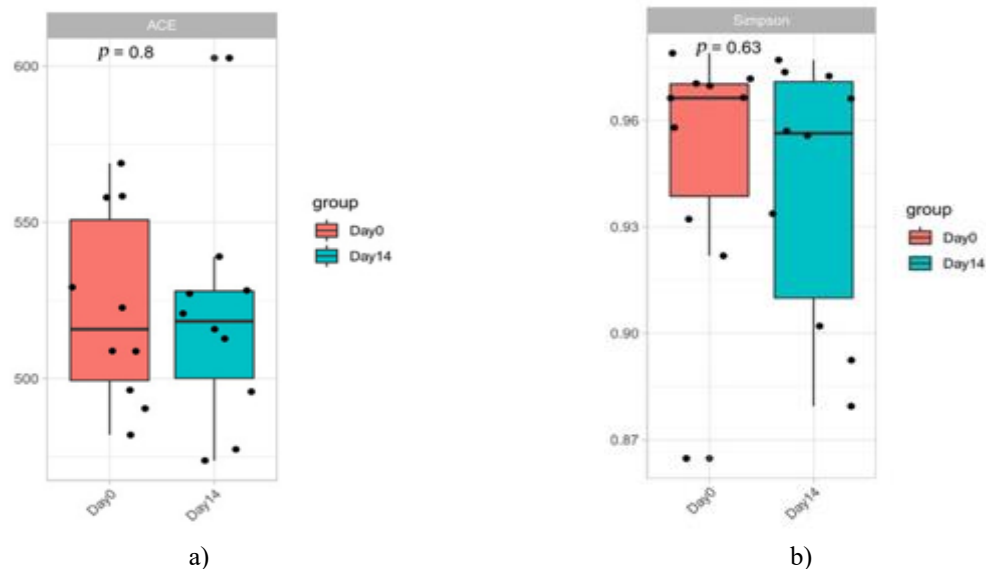 ACE
p = 0.8
600
550
500
Day0
Day14
group
Day0
Day14
a)
Simpson
p = 0.63
0.96
0.93
0.90
0.87
Day0
Day14
group
Day0
Day14
b)